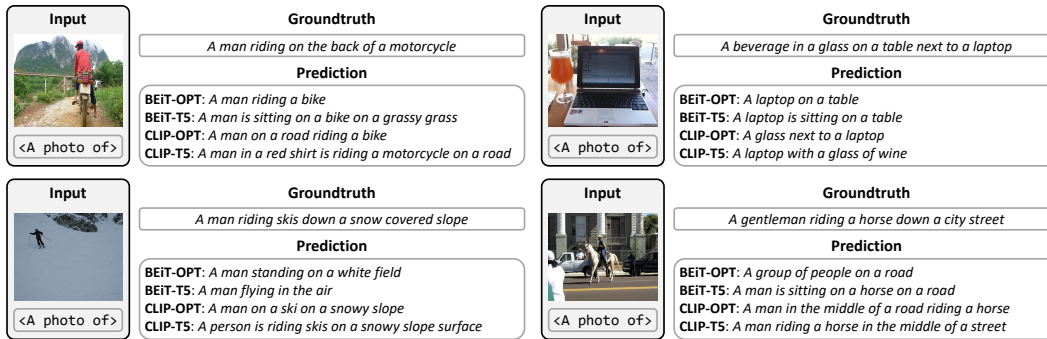 Input
<A photo of>
Groundtruth
A man riding on the back of a motorcycle
Prediction
BEiT-OPT: A man riding a bike
BEiT-T5: A man is sitting on a bike on a grassy grass
CLIP-OPT: A man on a road riding a bike
CLIP-T5: A man in a red shirt is riding a motorcycle on a road
Input
<A photo of>
Groundtruth
A beverage in a glass on a table next to a laptop
Prediction
BEiT-OPT: A laptop on a table
BEiT-T5: A laptop is sitting on a table
CLIP-OPT: A glass next to a laptop
CLIP-T5: A laptop with a glass of wine
Input
<A photo of>
Groundtruth
A man riding skis down a snow covered slope
Prediction
BEiT-OPT: A man standing on a white field
BEiT-T5: A man flying in the air
CLIP-OPT: A man on a ski on a snowy slope
CLIP-T5: A person is riding skis on a snowy slope surface
Input
<A photo of>
Groundtruth
A gentleman riding a horse down a city street
Prediction
BEiT-OPT: A group of people on a road
BEiT-T5: A man is sitting on a horse on a road
CLIP-OPT: A man in the middle of a road riding a horse
CLIP-T5: A man riding a horse in the middle of a street